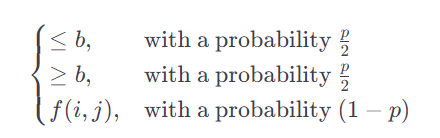 ≤ b, with a probability p/2
≥ b, with a probability p/2
f(i, j), with a probability (1 − p)